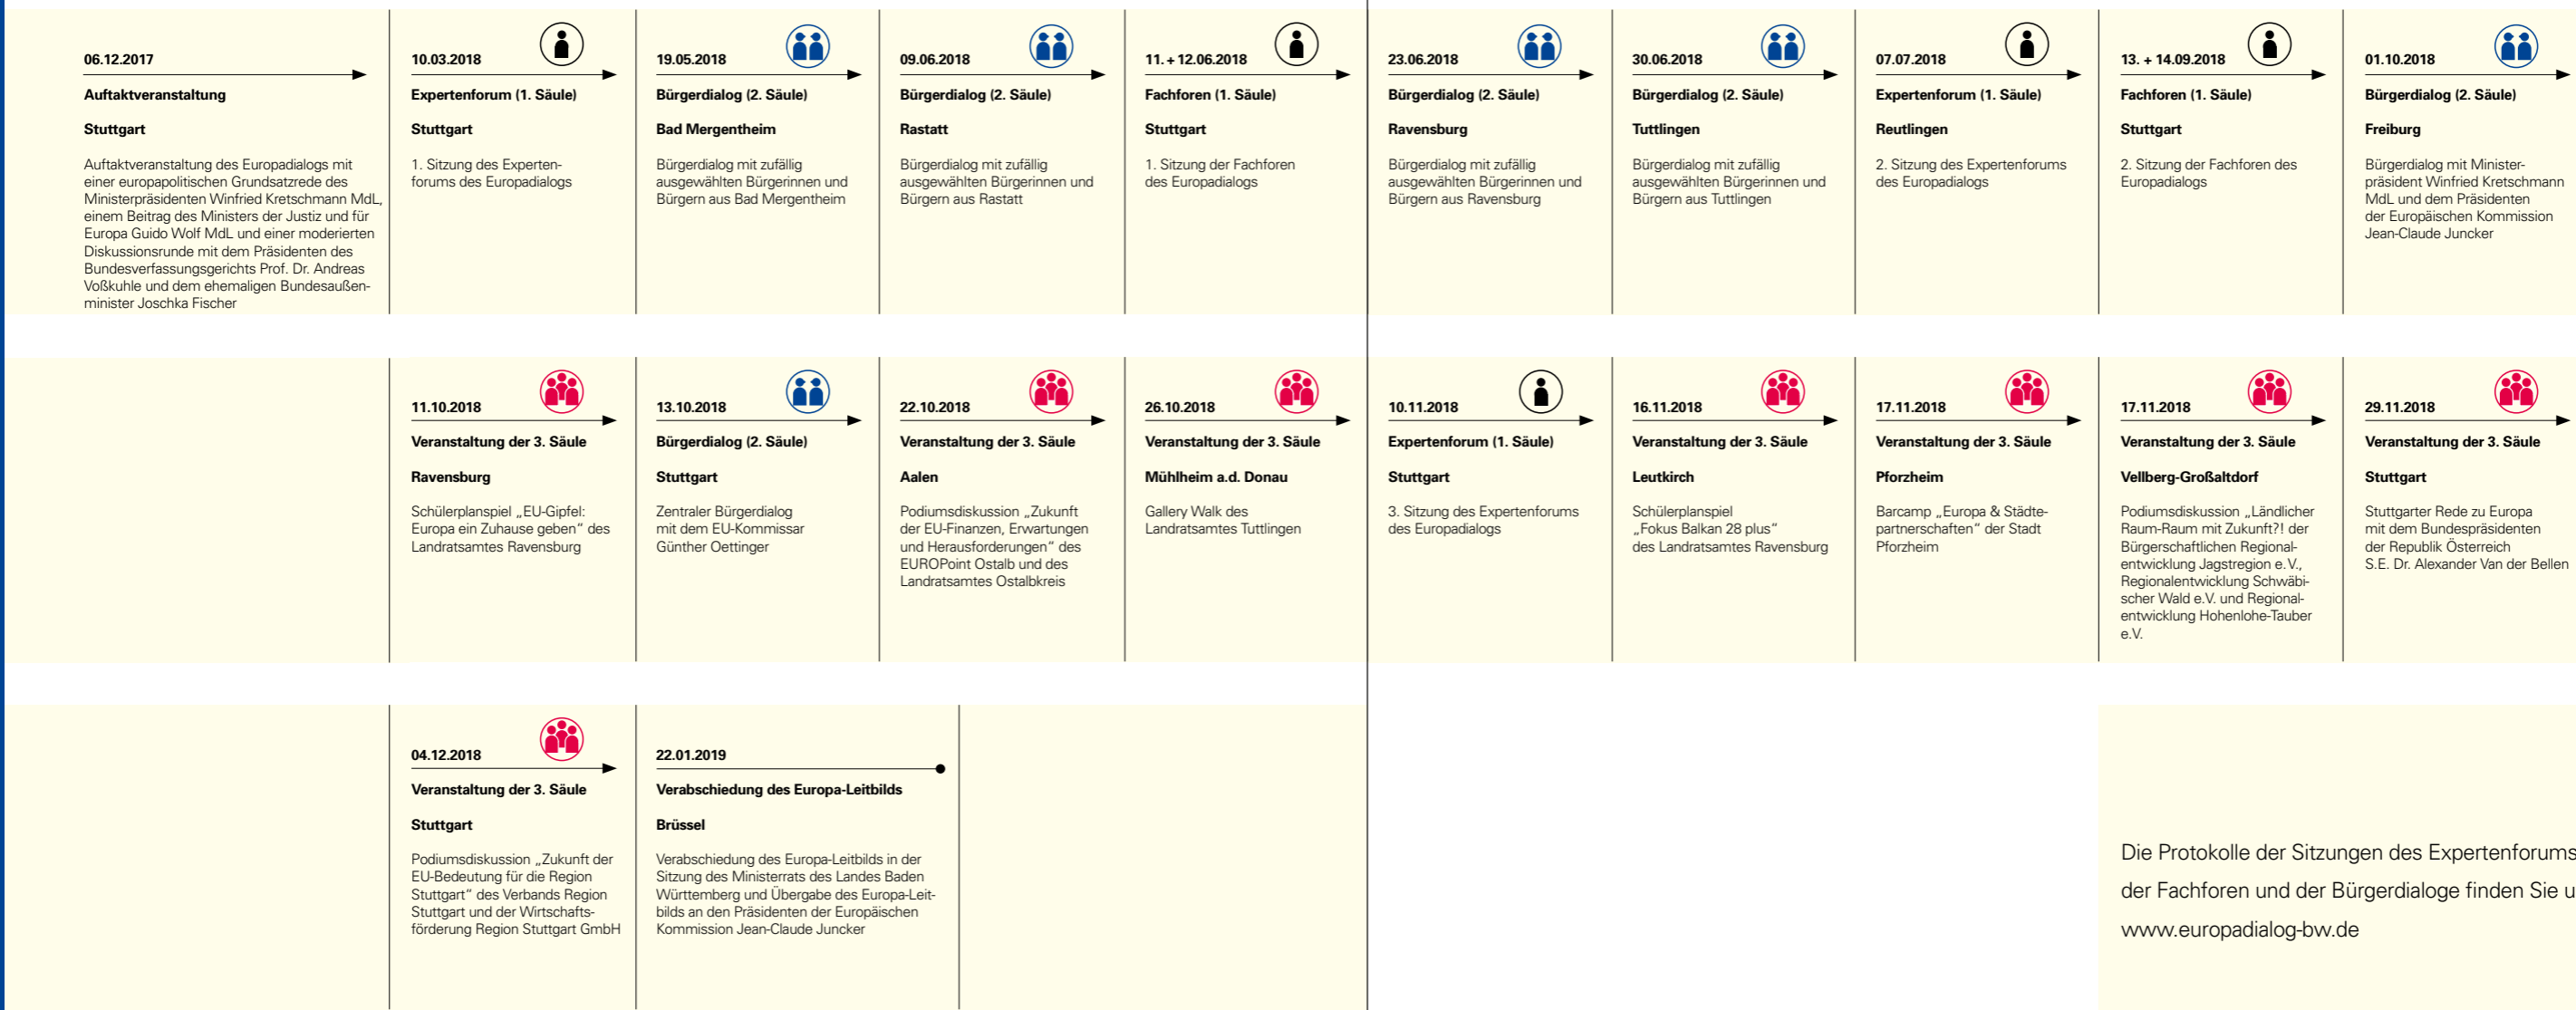 06.12.2017
Auftaktveranstaltung
Stuttgart
Auftaktveranstaltung des Europadialogs mit
einer europapolitischen Grundsatzrede des
Ministerpräsidenten Winfried Kretschmann MdL,
einem Beitrag des Ministers der Justiz und für
Europa Guido Wolf MdL und einer moderierten
Diskussionsrunde mit dem Präsidenten des
Bundesverfassungsgerichts Prof. Dr. Andreas
Voßkuhle und dem ehemaligen Bundesaußen-
minister Joschka Fischer
10.03.2018
Expertenforum (1. Säule)
Stuttgart
1. Sitzung des Experten-
forums des Europadialogs
19.05.2018
Bürgerdialog (2. Säule)
Bad Mergentheim
Bürgerdialog mit zufällig
ausgewählten Bürgerinnen und
Bürgern aus Bad Mergentheim
09.06.2018
Bürgerdialog (2. Säule)
Rastatt
Bürgerdialog mit zufällig
ausgewählten Bürgerinnen und
Bürgern aus Rastatt
11. + 12.06.2018
Fachforen (1. Säule)
Stuttgart
1. Sitzung der Fachforen
des Europadialogs
23.06.2018
Bürgerdialog (2. Säule)
Ravensburg
Bürgerdialog mit zufällig
ausgewählten Bürgerinnen und
Bürgern aus Ravensburg
30.06.2018
Bürgerdialog (2. Säule)
Tuttlingen
Bürgerdialog mit zufällig
ausgewählten Bürgerinnen und
Bürgern aus Tuttlingen
07.07.2018
Expertenforum (1. Säule)
Reutlingen
2. Sitzung des Expertenforums
des Europadialogs
13. + 14.09.2018
Fachforen (1. Säule)
Stuttgart
2. Sitzung der Fachforen des
Europadialogs
01.10.2018
Bürgerdialog (2. Säule)
Freiburg
Bürgerdialog mit Minister-
präsident Winfried Kretschmann
MdL und dem Präsidenten
der Europäischen Kommission
Jean-Claude Juncker
11.10.2018
Veranstaltung der 3. Säule
Ravensburg
Schülerplanspiel „EU-Gipfel:
Europa ein Zuhause geben“ des
Landratsamtes Ravensburg
13.10.2018
Bürgerdialog (2. Säule)
Stuttgart
Zentraler Bürgerdialog
mit dem EU-Kommissar
Günther Oettinger
22.10.2018
Veranstaltung der 3. Säule
Aalen
Podiumsdiskussion „Zukunft
der EU-Finanzen, Erwartungen
und Herausforderungen“ des
EUROPoint Ostalb und des
Landratsamtes Ostalbkreis
26.10.2018
Veranstaltung der 3. Säule
Mühlheim a.d. Donau
Gallery Walk des
Landratsamtes Tuttlingen
10.11.2018
Expertenforum (1. Säule)
Stuttgart
3. Sitzung des Expertenforums
des Europadialogs
16.11.2018
Veranstaltung der 3. Säule
Leutkirch
Schülerplanspiel
„Fokus Balkan 28 plus“
des Landratsamtes Ravensburg
17.11.2018
Veranstaltung der 3. Säule
Pforzheim
Barcamp „Europa & Städte-
partnerschaften“ der Stadt
Pforzheim
17.11.2018
Veranstaltung der 3. Säule
Vellberg-Großaltdorf
Podiumsdiskussion „Ländlicher
Raum-Raum mit Zukunft?! der
Bürgerschaftlichen Regional-
entwicklung Jagstregion e.V.,
Regionalentwicklung Schwäbi-
scher Wald e.V. und Regional-
entwicklung Hohenlohe-Tauber
e.V.
29.11.2018
Veranstaltung der 3. Säule
Stuttgart
Stuttgarter Rede zu Europa
mit dem Bundespräsidenten
der Republik Österreich
S.E. Dr. Alexander Van der Bellen
04.12.2018
Veranstaltung der 3. Säule
Stuttgart
Podiumsdiskussion „Zukunft der
EU-Bedeutung für die Region
Stuttgart“ des Verbands Region
Stuttgart und der Wirtschafts-
förderung Region Stuttgart GmbH
22.01.2019
Verabschiedung des Europa-Leitbilds
Brüssel
Verabschiedung des Europa-Leitbilds in der
Sitzung des Ministerrats des Landes Baden
Württemberg und Übergabe des Europa-Leit-
bilds an den Präsidenten der Europäischen
Kommission Jean-Claude Juncker
Die Protokolle der Sitzungen des Expertenforums
der Fachforen und der Bürgerdialoge finden Sie u
www.europadialog-bw.de